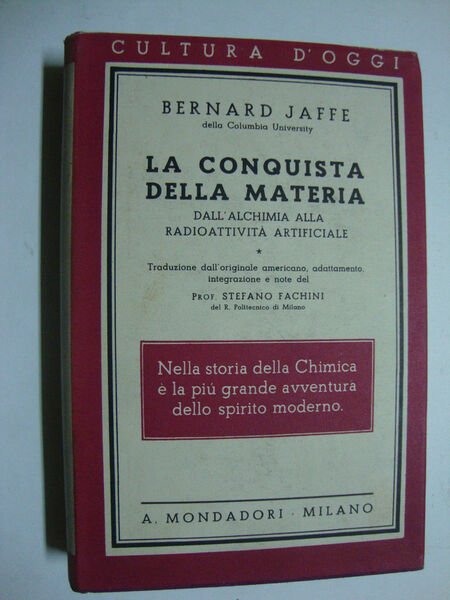 CULTURA D'OGGI
BERNARD JAFFE
della Columbia University
LA CONQUISTA
DELLA MATERIA
DALL'ALCHIMIA ALLA
RADIOATTIVITÀ ARTIFICIALE
*
Traduzione dall'originale americano, adattamento,
integrazione e note del
PROF. STEFANO FACHINI
del R. Politecnico di Milano
Nella storia della Chimica
è la piú grande avventura
dello spirito moderno.
A. MONDADORI · MILANO